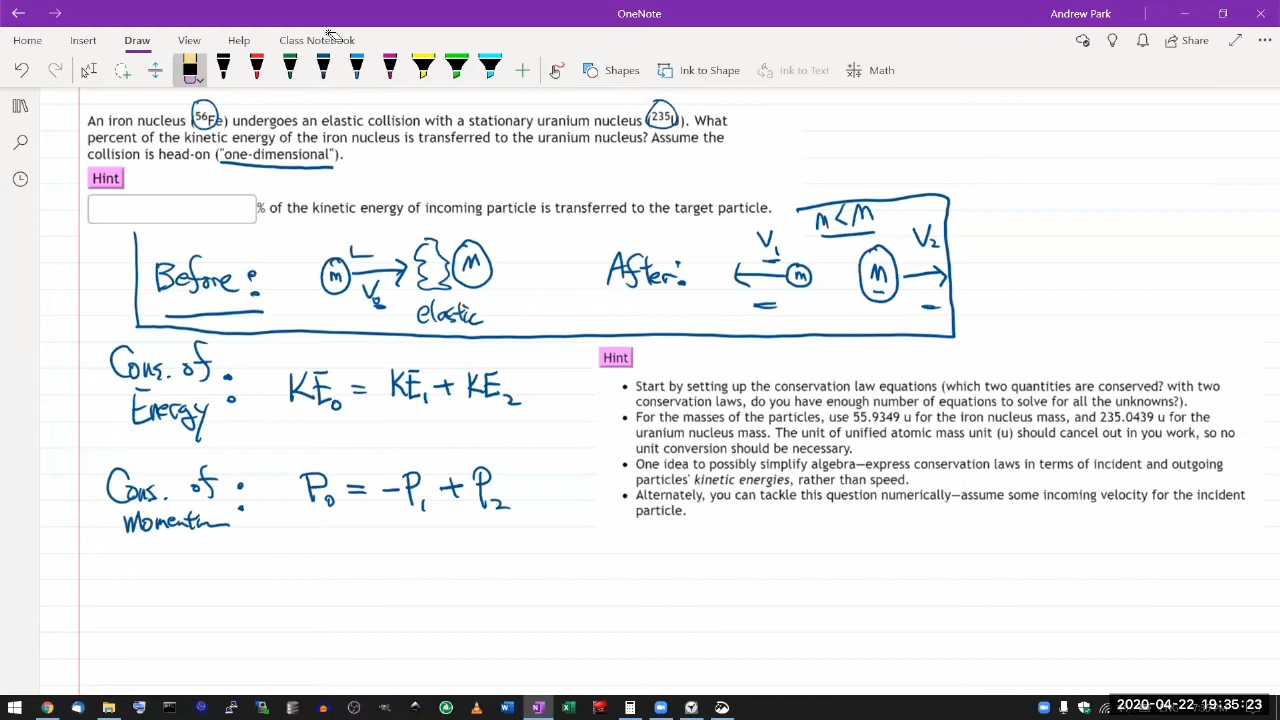 OneNote
Andrew Park
Home Insert Draw View Help Class Notebook
Share
Shapes Ink to Shape Ink to Text Math
An iron nucleus (56Fe) undergoes an elastic collision with a stationary uranium nucleus (235U). What
percent of the kinetic energy of the iron nucleus is transferred to the uranium nucleus? Assume the
collision is head-on ("one-dimensional").
Hint
% of the kinetic energy of incoming particle is transferred to the target particle.
m < M
Before: m V0 M After: V1 m M V2
elastic
Cons. of
Energy: KE0 = KE1 + KE2
Hint
Start by setting up the conservation law equations (which two quantities are conserved? with two
conservation laws, do you have enough number of equations to solve for all the unknowns?).
For the masses of the particles, use 55.9349 u for the iron nucleus mass, and 235.0439 u for the
uranium nucleus mass. The unit of unified atomic mass unit (u) should cancel out in you work, so no
unit conversion should be necessary.
One idea to possibly simplify algebra—express conservation laws in terms of incident and outgoing
particles' kinetic energies, rather than speed.
Alternately, you can tackle this question numerically—assume some incoming velocity for the incident
particle.
Cons. of
Momentum: P0 = -P1 + P2
2020-04-22 19:35:23